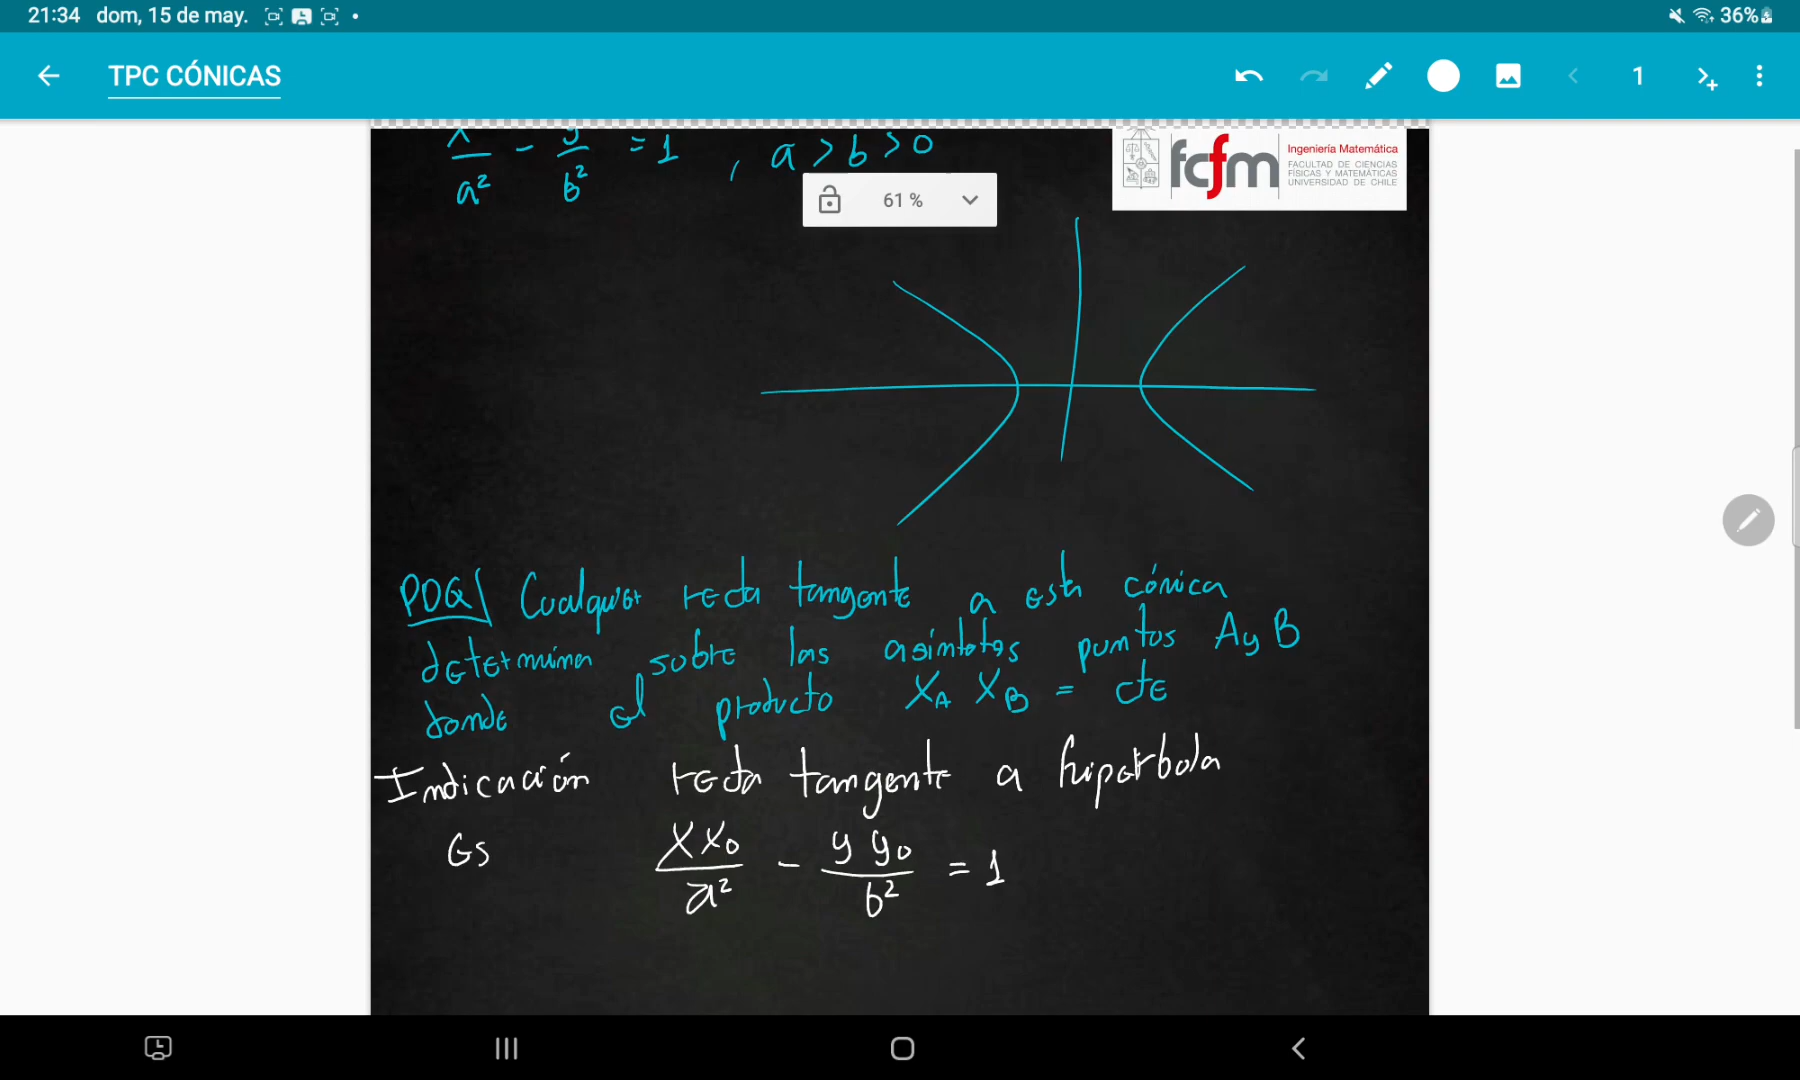 21:34 dom, 15 de may. 36%
TPC CÓNICAS 1
x/a² - y/b² = 1 , a > b > 0
fcfm Ingeniería Matemática
FACULTAD DE CIENCIAS
FÍSICAS Y MATEMÁTICAS
UNIVERSIDAD DE CHILE
61 %
PDQ/ Cualquier recta tangente a esta cónica
determina sobre las asíntotas puntos A y B
donde el producto X_A X_B = cte
Indicación recta tangente a hipérbola
es x x₀/a² - y y₀/b² = 1